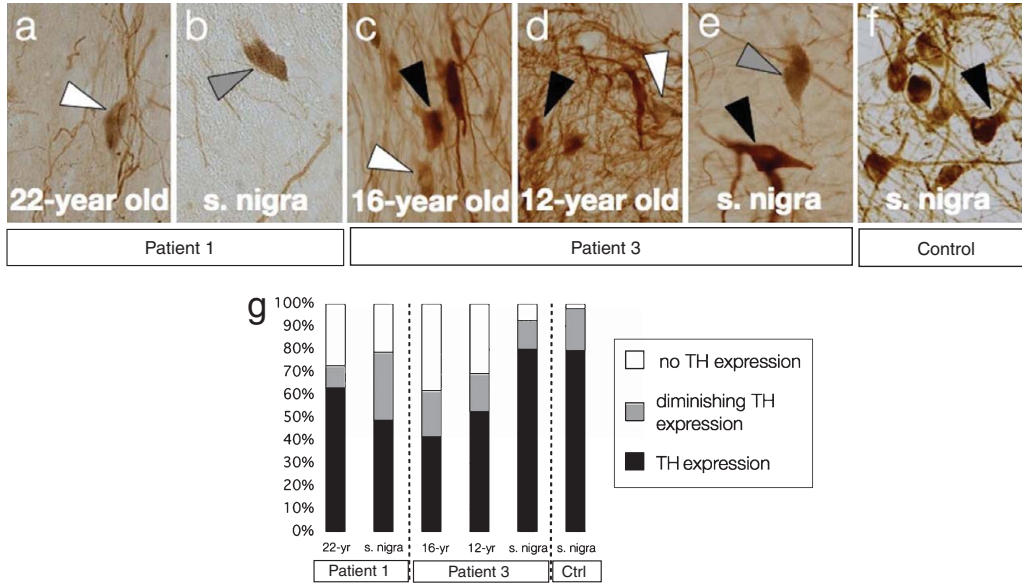 a b c d e f
22-year old s. nigra 16-year old 12-year old s. nigra s. nigra
Patient 1 Patient 3 Control
g
100%
90%
80%
70%
60%
50%
40%
30%
20%
10%
0%
22-yr s. nigra 16-yr 12-yr s. nigra s. nigra
Patient 1 Patient 3 Ctrl
no TH expression
diminishing TH
expression
TH expression